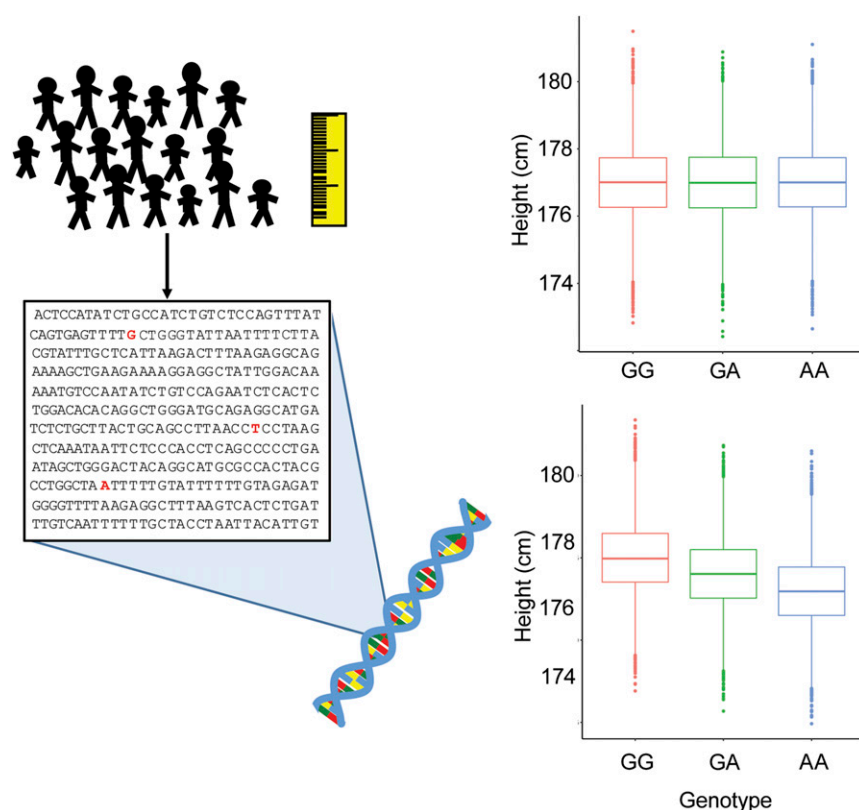 ACTCCATATCTGCCATCTGTCTCCAGTTTAT
CAGTGAGTTTTGCTGGGTATTAATTTTCTTA
CGTATTTGCTCATTAAGACTTTAAGAGGCAG
AAAAGCTGAAGAAAAGGAGGCTATTGGACAA
AAATGTCCAATATCTGTCCAGAATCTCACTC
TGGACACACAGGCTGGGATGCAGAGGCATGA
TCTCTGCTTACTGCAGCCTTAACCTCCTAAG
CTCAAATAATTCTCCCACCTCAGCCCCCTGA
ATAGCTGGGACTACAGGCATGCGCCACTACG
CCTGGCTAATTTTTGTATTTTTTGTAGAGAT
GGGGTTTTAAGAGGCTTTAAGTCACTCTGAT
TTGTCAATTTTTTGCTACCTAATTACATTGT
Height (cm)
180
178
176
174
GG GA AA
Height (cm)
180
178
176
174
GG GA AA
Genotype